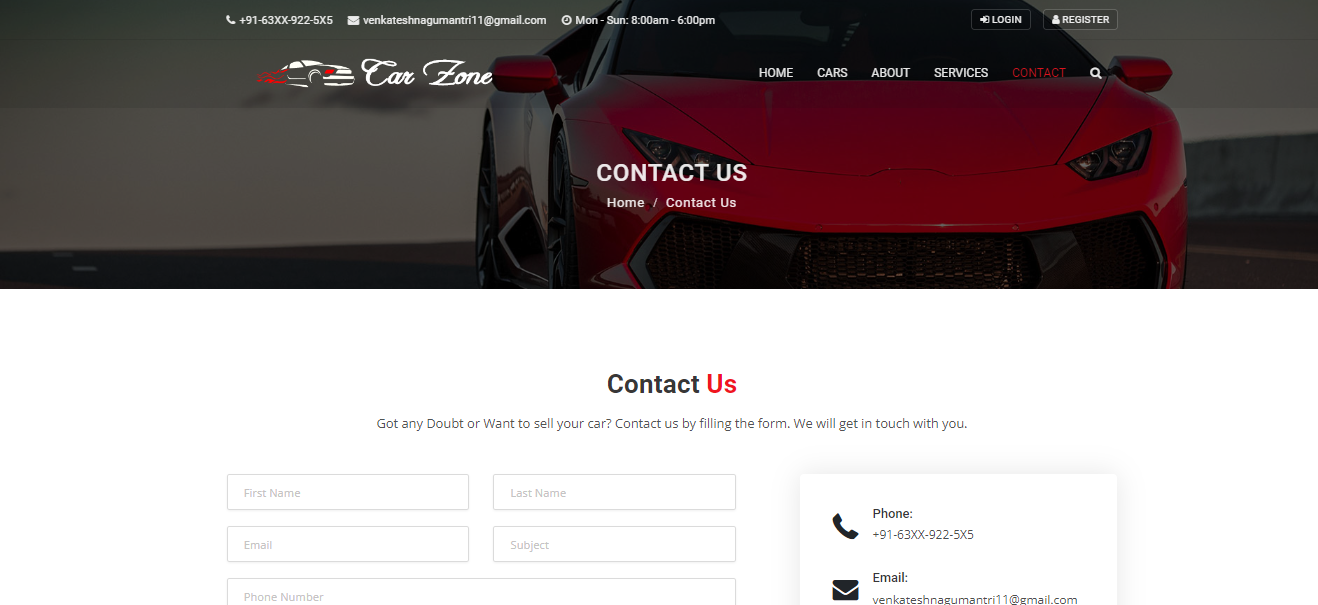 +91-63XX-922-5X5 venkateshnagumantri11@gmail.com Mon - Sun: 8:00am - 6:00pm LOGIN REGISTER
Car Zone HOME CARS ABOUT SERVICES CONTACT
CONTACT US
Home / Contact Us
Contact Us
Got any Doubt or Want to sell your car? Contact us by filling the form. We will get in touch with you.
First Name Last Name
Email Subject
Phone Number
Phone:
+91-63XX-922-5X5
Email:
venkateshnagumantri11@gmail.com